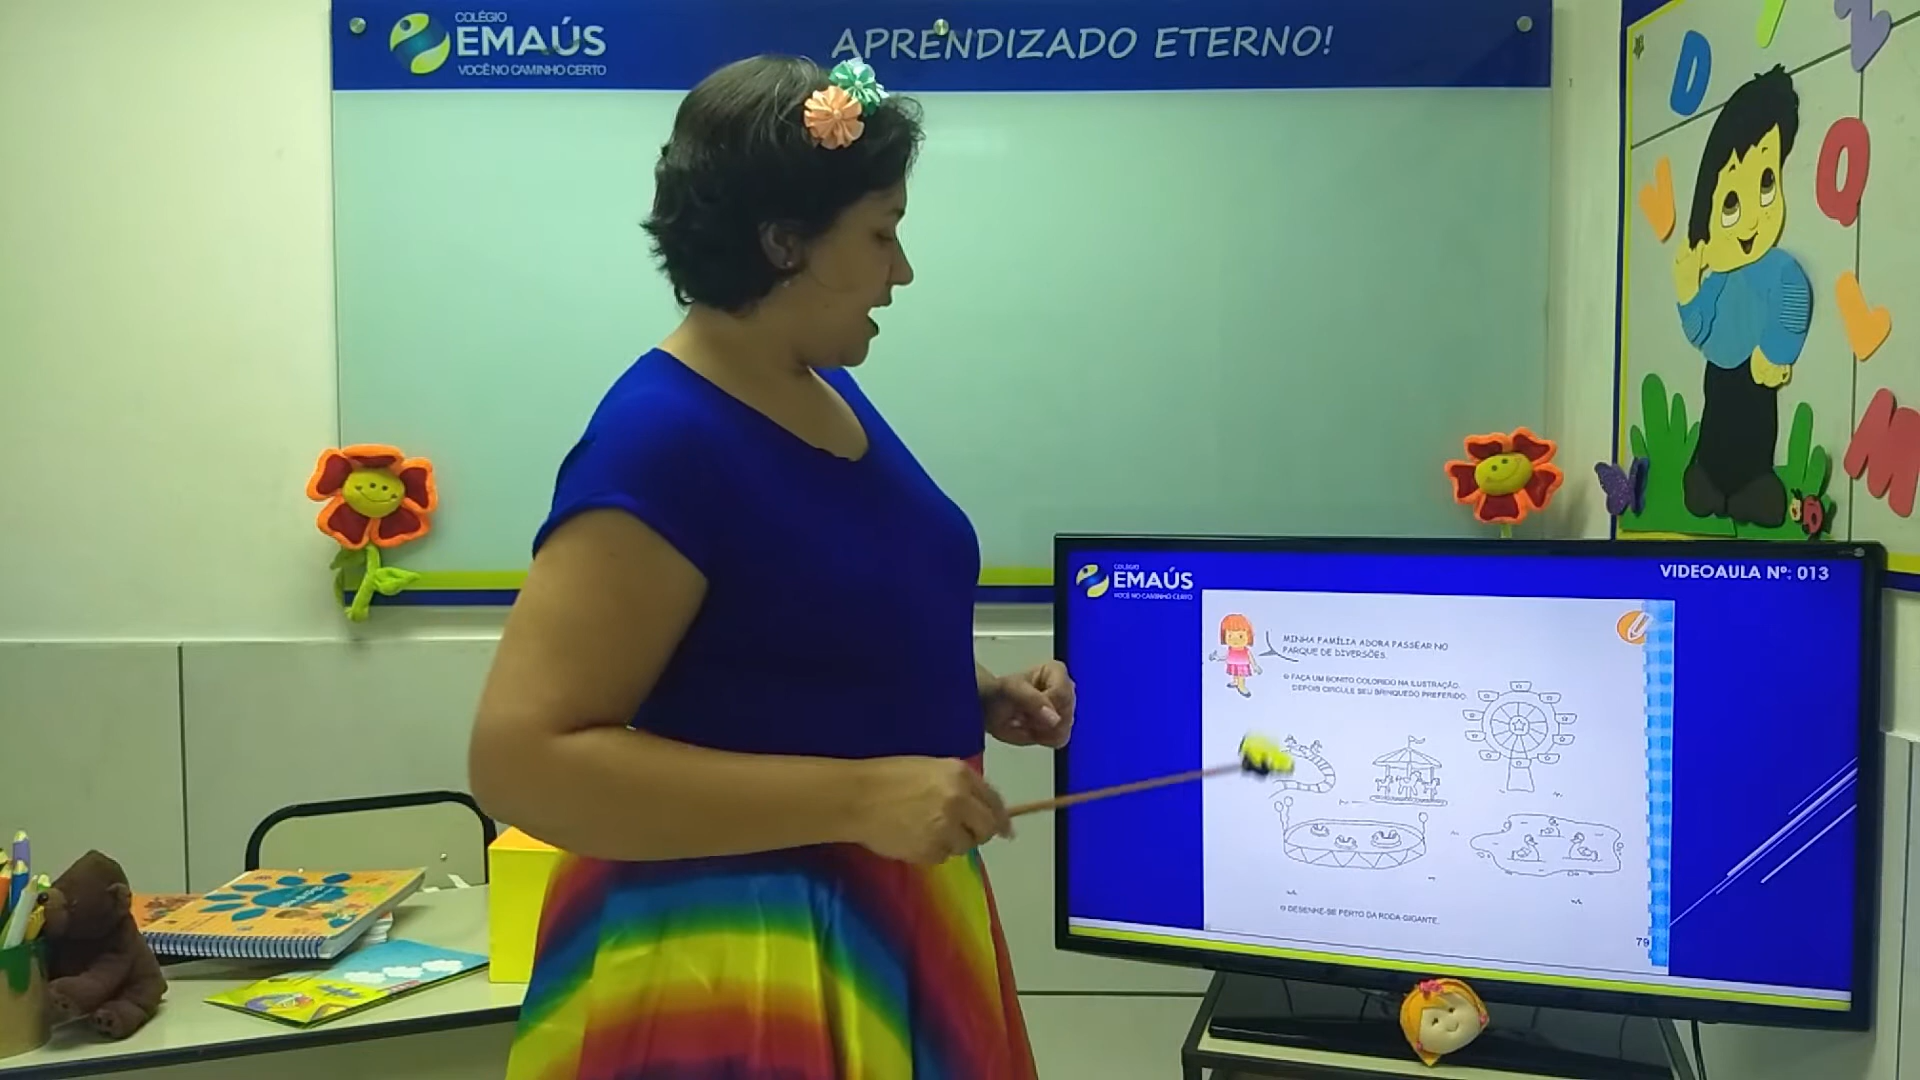 COLÉGIO
EMAÚS
VOCÊ NO CAMINHO CERTO
APRENDIZADO ETERNO!
D
Q
V
L
M
COLÉGIO
EMAÚS
VOCÊ NO CAMINHO CERTO
VIDEOAULA Nº: 013
MINHA FAMÍLIA ADORA PASSEAR NO
PARQUE DE DIVERSÕES.
FAÇA UM BONITO COLORIDO NA ILUSTRAÇÃO.
DEPOIS CIRCULE SEU BRINQUEDO PREFERIDO.
DESENHE-SE PERTO DA RODA-GIGANTE.
79